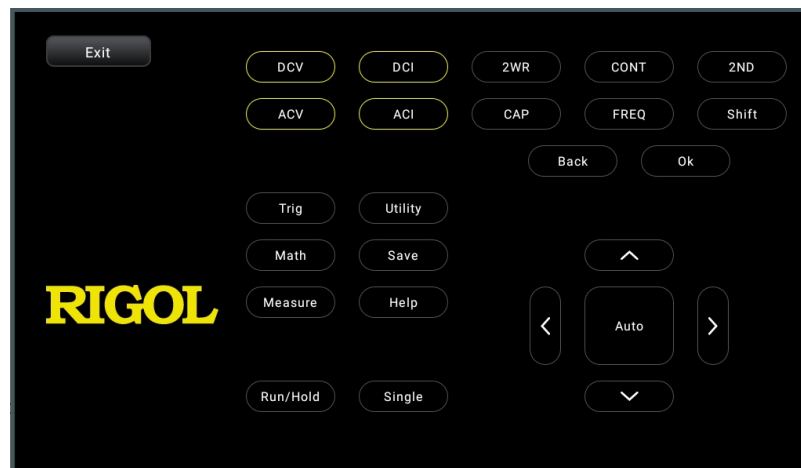 Exit
DCV DCI 2WR CONT 2ND
ACV ACI CAP FREQ Shift
Back Ok
Trig Utility
Math Save
RIGOL
Measure Help
Auto
Run/Hold Single